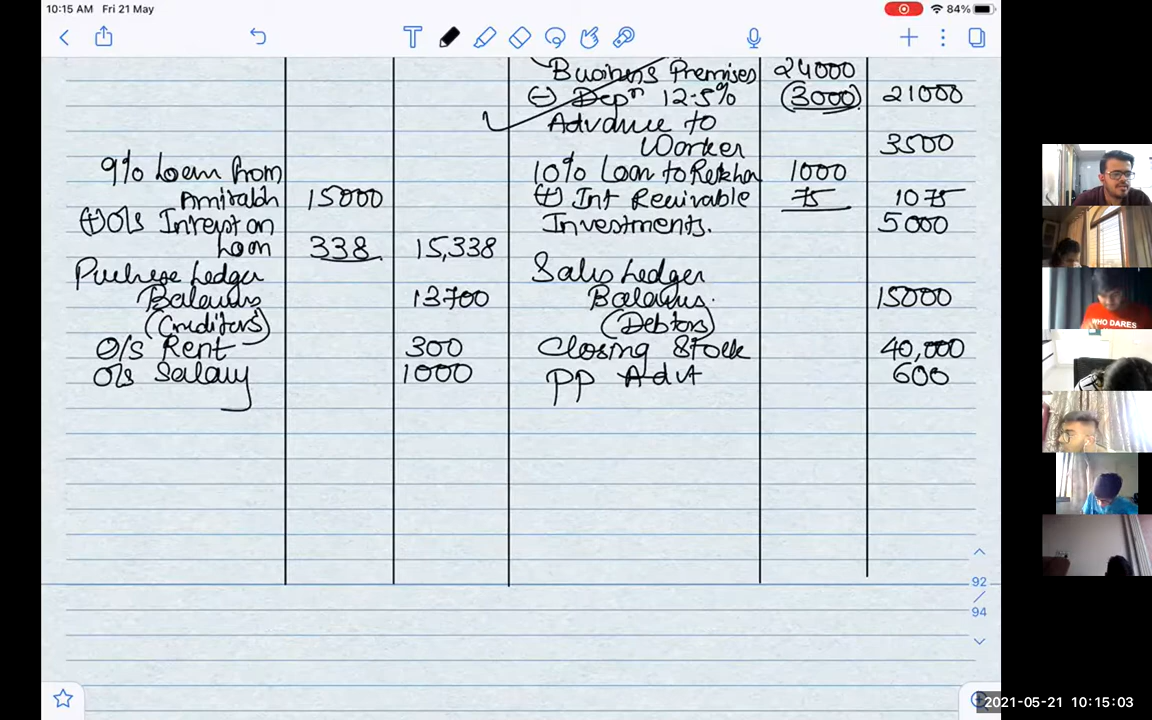 10:15 AM Fri 21 May
84%
Business Premises 24000
(-) Depn 12.5% (3000) 21000
Advance to
Worker 3500
9% Loan from
15000
(+) O/S Interest on
Loan 338 15,338
Purchase Ledger
Balances 13700
(Creditors)
O/S Rent 300
O/S Salary 1000
10% Loan to Rekha 1000
(+) Int Receivable 75 1075
Investments. 5000
Sales Ledger
Balances. 15000
(Debtors)
Closing Stock 40,000
PP Advt 600
92
/
94
WHO DARES
2021-05-21 10:15:03